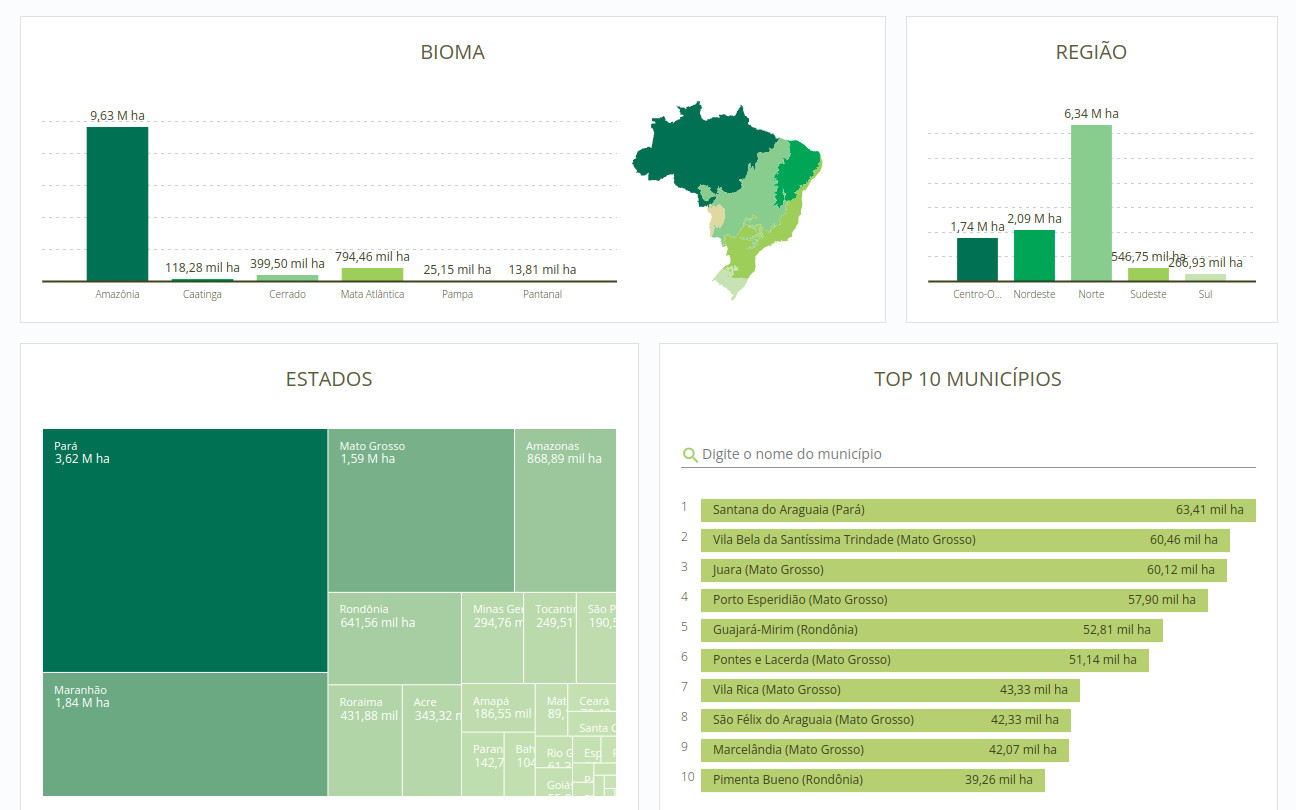 BIOMA
9,63 M ha
118,28 mil ha
399,50 mil ha
794,46 mil ha
25,15 mil ha
13,81 mil ha
Amazônia
Caatinga
Cerrado
Mata Atlântica
Pampa
Pantanal
REGIÃO
1,74 M ha
2,09 M ha
6,34 M ha
546,75 mil ha
266,93 mil ha
Centro-O...
Nordeste
Norte
Sudeste
Sul
ESTADOS
Pará
3,62 M ha
Maranhão
1,84 M ha
Mato Grosso
1,59 M ha
Amazonas
868,89 mil ha
Rondônia
641,56 mil ha
Minas Ge
294,76 m
Tocanti
249,51
São P
190,5
Roraima
431,88 mil
Acre
343,32 m
Amapá
186,55 mil
Mat
89,
Ceará
Santa C
Paran
142,7
Bah
104
Rio G
61,3
Esp
Goiá
TOP 10 MUNICÍPIOS
Digite o nome do município
1 Santana do Araguaia (Pará) 63,41 mil ha
2 Vila Bela da Santíssima Trindade (Mato Grosso) 60,46 mil ha
3 Juara (Mato Grosso) 60,12 mil ha
4 Porto Esperidião (Mato Grosso) 57,90 mil ha
5 Guajará-Mirim (Rondônia) 52,81 mil ha
6 Pontes e Lacerda (Mato Grosso) 51,14 mil ha
7 Vila Rica (Mato Grosso) 43,33 mil ha
8 São Félix do Araguaia (Mato Grosso) 42,33 mil ha
9 Marcelândia (Mato Grosso) 42,07 mil ha
10 Pimenta Bueno (Rondônia) 39,26 mil ha